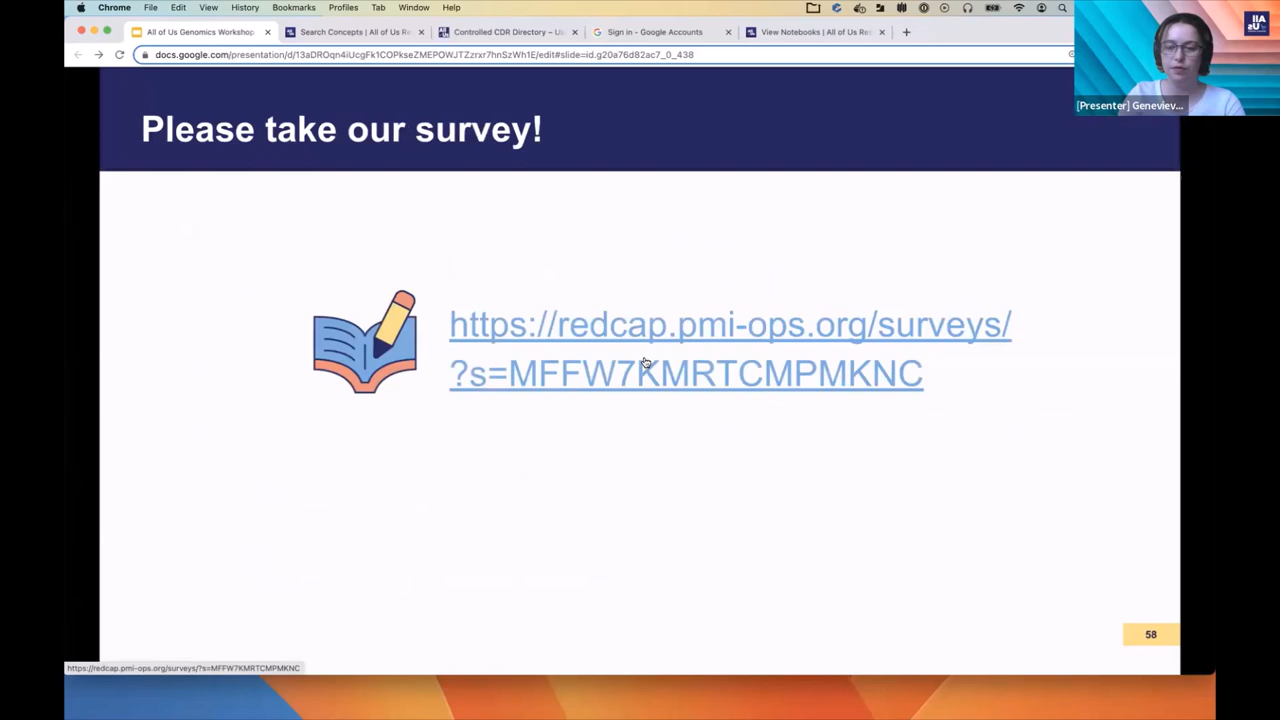 Chrome File Edit View History Bookmarks Profiles Tab Window Help
All of Us Genomics Workshop
Search Concepts | All of Us Re
Controlled CDR Directory – Us
Sign in - Google Accounts
View Notebooks | All of Us Res
docs.google.com/presentation/d/13aDROqn4iUcgFk1COPkseZMEPOWJTZzrxr7hnSzWh1E/edit#slide=id.g20a76d82ac7_0_438
[Presenter] Geneviev...
Please take our survey!
https://redcap.pmi-ops.org/surveys/
?s=MFFW7KMRTCMPMKNC
58
https://redcap.pmi-ops.org/surveys/?s=MFFW7KMRTCMPMKNC